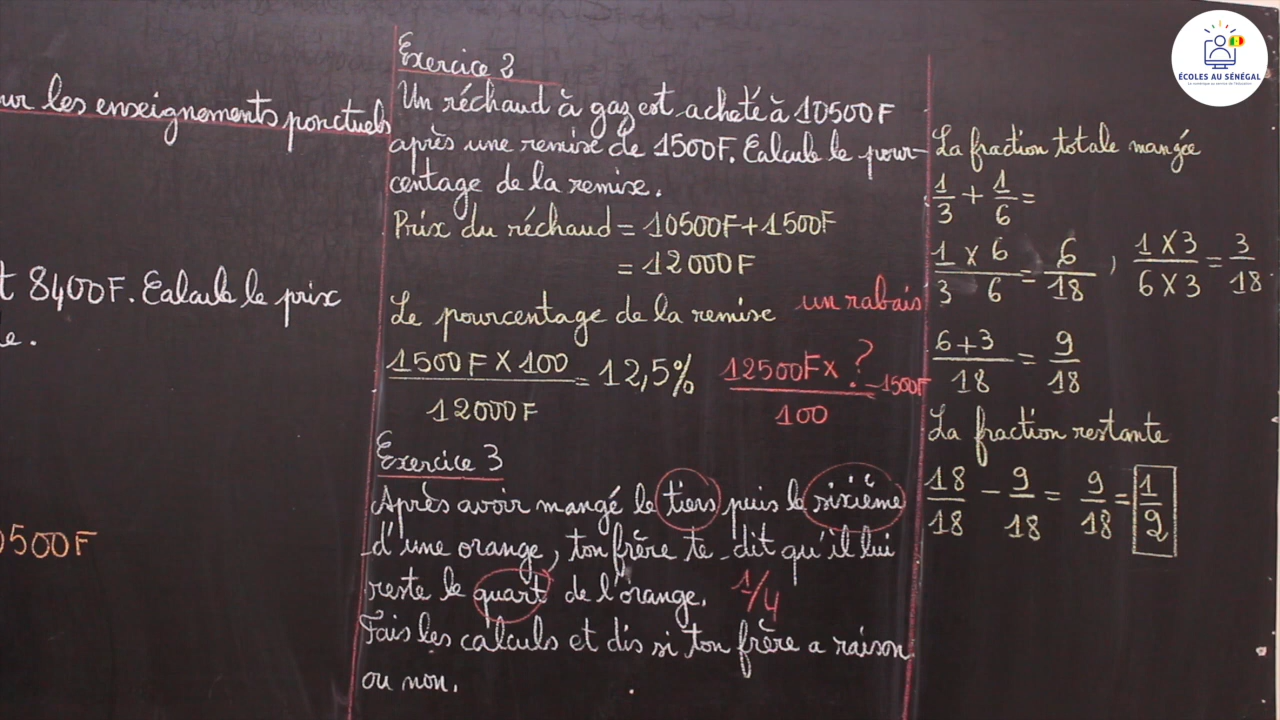 ur les enseignements ponctuels
t 8400F. Calcule le prix
e.
0500F
Exercice 2
Un réchaud à gaz est acheté à 10500F
après une remise de 1500F. Calcule le pour-
centage de la remise.
Prix du réchaud = 10500F+1500F
= 12000F
Le pourcentage de la remise un rabais
1500F X 100 / 12000F = 12,5% 12500F x ? / 100 = 1500F
Exercice 3
Après avoir mangé le tiers puis le sixième
d'une orange, ton frère te dit qu'il lui
reste le quart de l'orange. 1/4
Fais les calculs et dis si ton frère a raison
ou non.
La fraction totale mangée
1/3 + 1/6 =
1 x 6 / 3 6 = 6/18 , 1 X 3 / 6 X 3 = 3/18
6+3 / 18 = 9/18
La fraction restante
18/18 - 9/18 = 9/18 = 1/2
ÉCOLES AU SÉNÉGAL